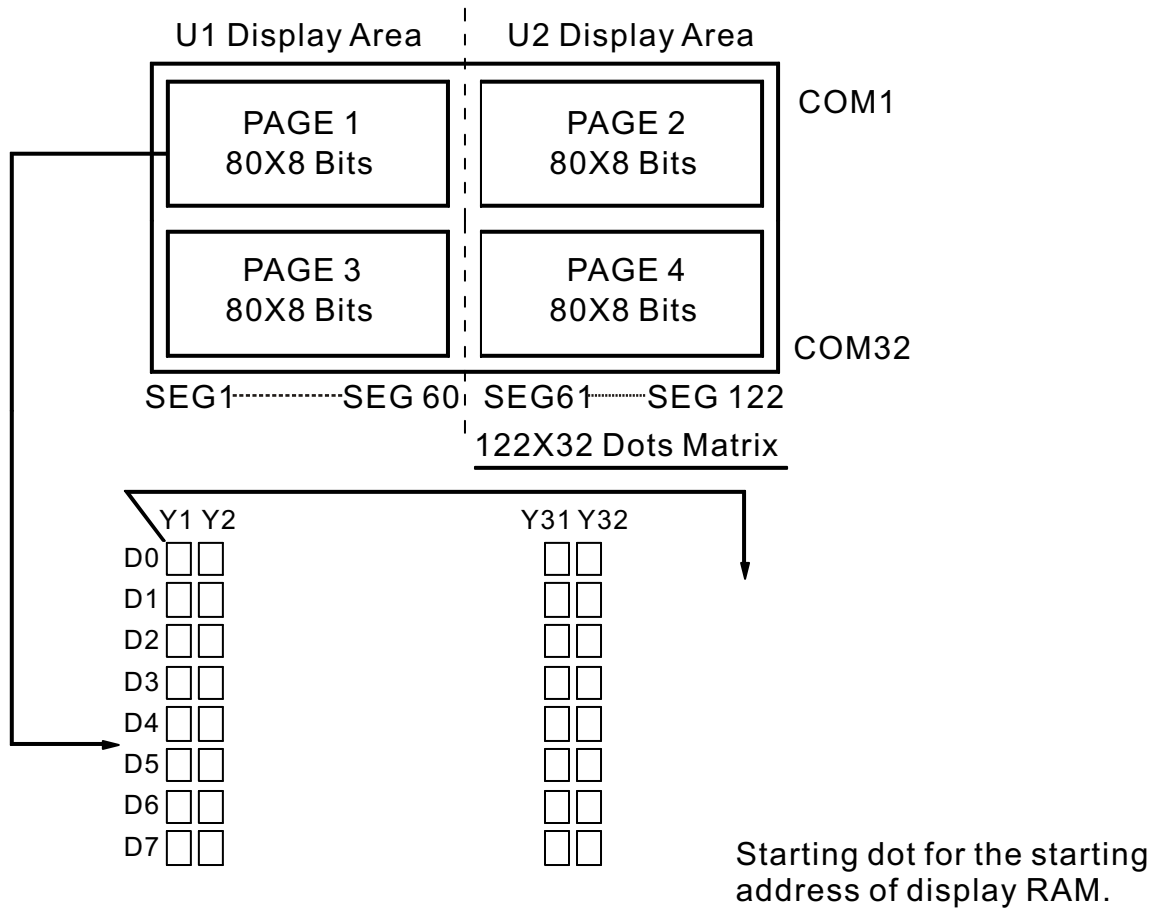 U1 Display Area
U2 Display Area
PAGE 1
80X8 Bits
PAGE 2
80X8 Bits
COM1
PAGE 3
80X8 Bits
PAGE 4
80X8 Bits
COM32
SEG1 SEG 60
SEG61 SEG 122
122X32 Dots Matrix
Y1 Y2 Y31 Y32
D0
D1
D2
D3
D4
D5
D6
D7
Starting dot for the starting
address of display RAM.